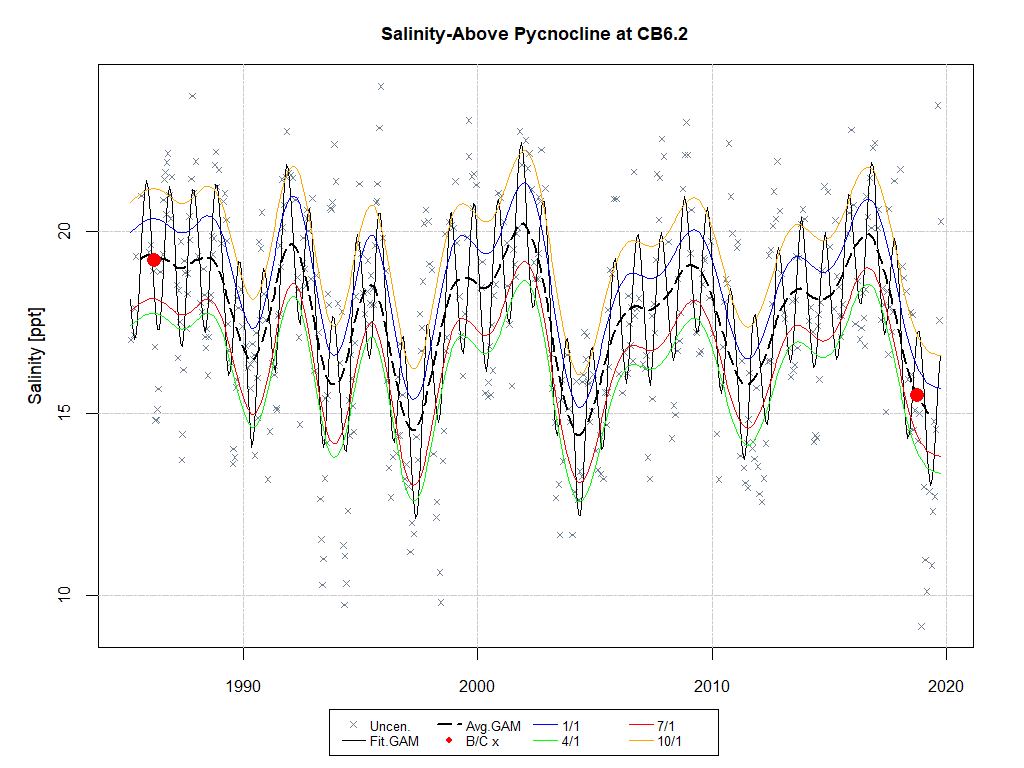 Salinity-Above Pycnocline at CB6.2
Salinity [ppt]
20
15
10
1990 2000 2010 2020
Uncen. Avg.GAM 1/1 7/1
Fit.GAM B/C x 4/1 10/1